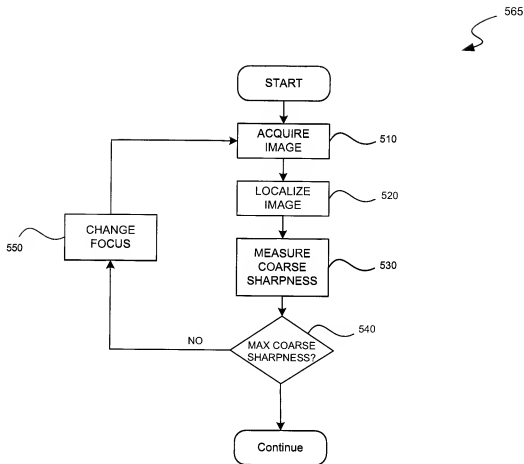 565
START
ACQUIRE
IMAGE
510
LOCALIZE
IMAGE
520
CHANGE
FOCUS
550
MEASURE
COARSE
SHARPNESS
530
540
NO
MAX COARSE
SHARPNESS?
Continue